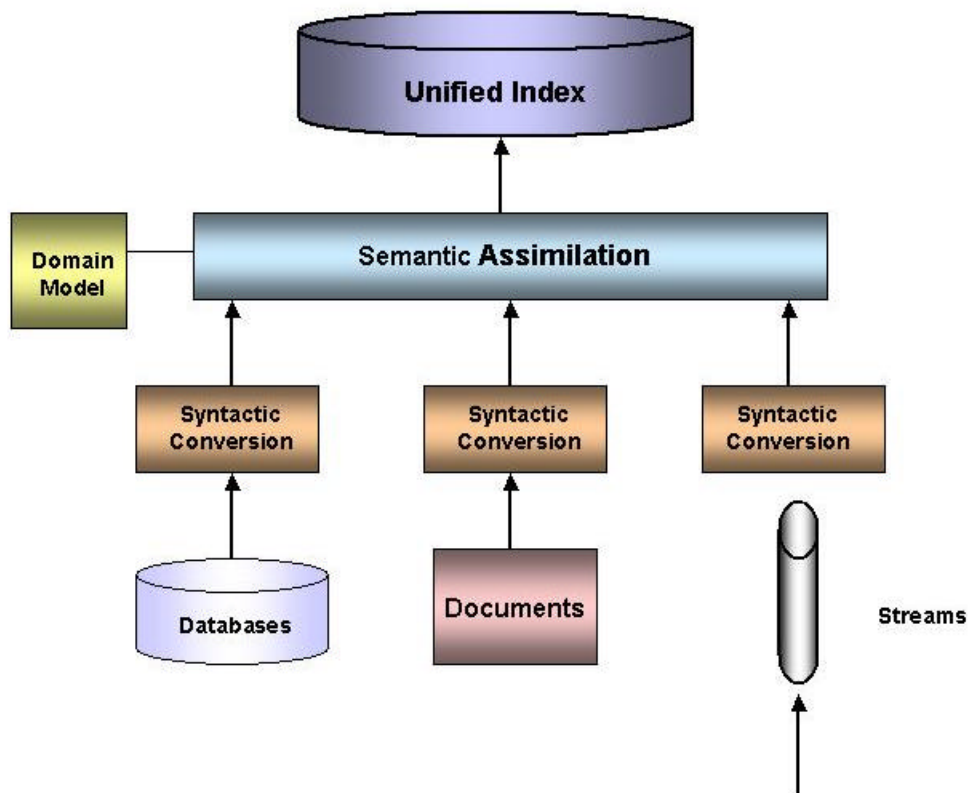 Unified Index
Semantic Assimilation
Domain
Model
Syntactic
Conversion
Syntactic
Conversion
Syntactic
Conversion
Databases
Documents
Streams